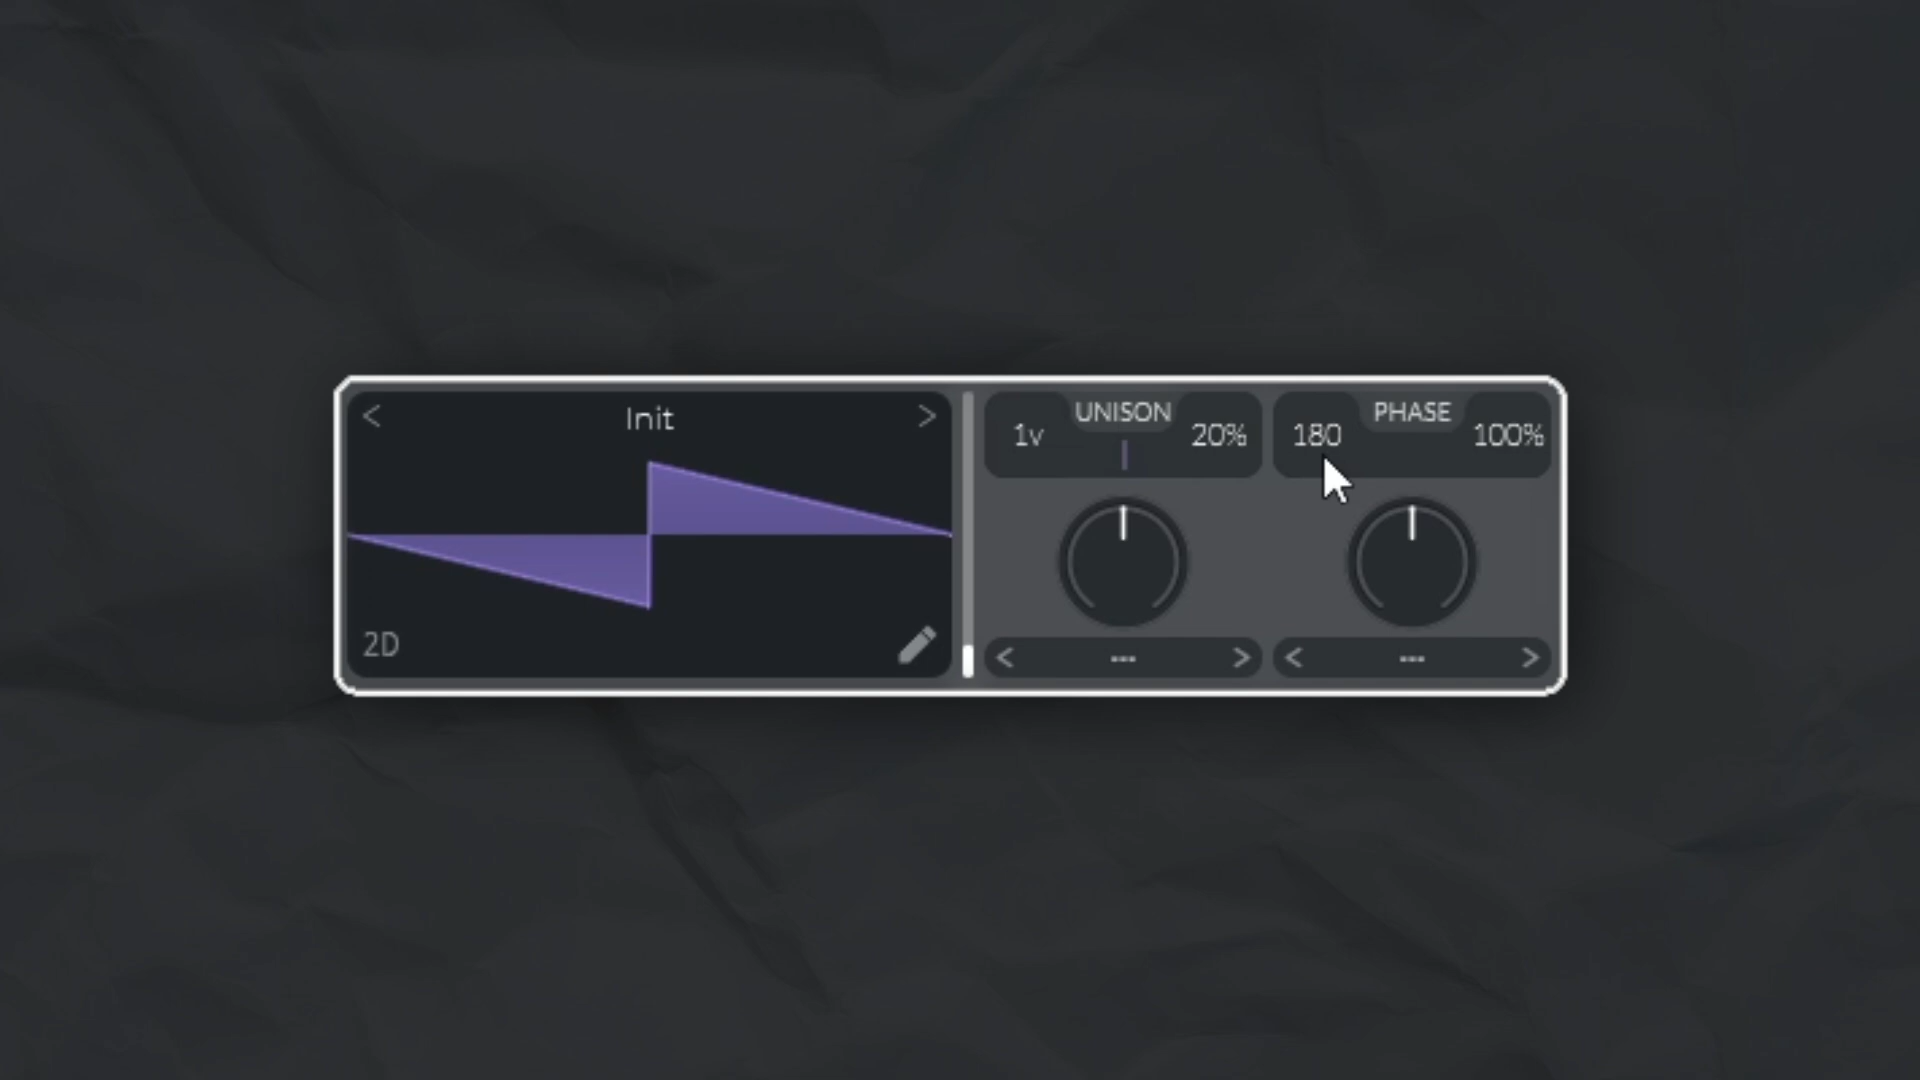 < Init >
2D
UNISON
1v 20%
< --- >
PHASE
180 100%
< --- >